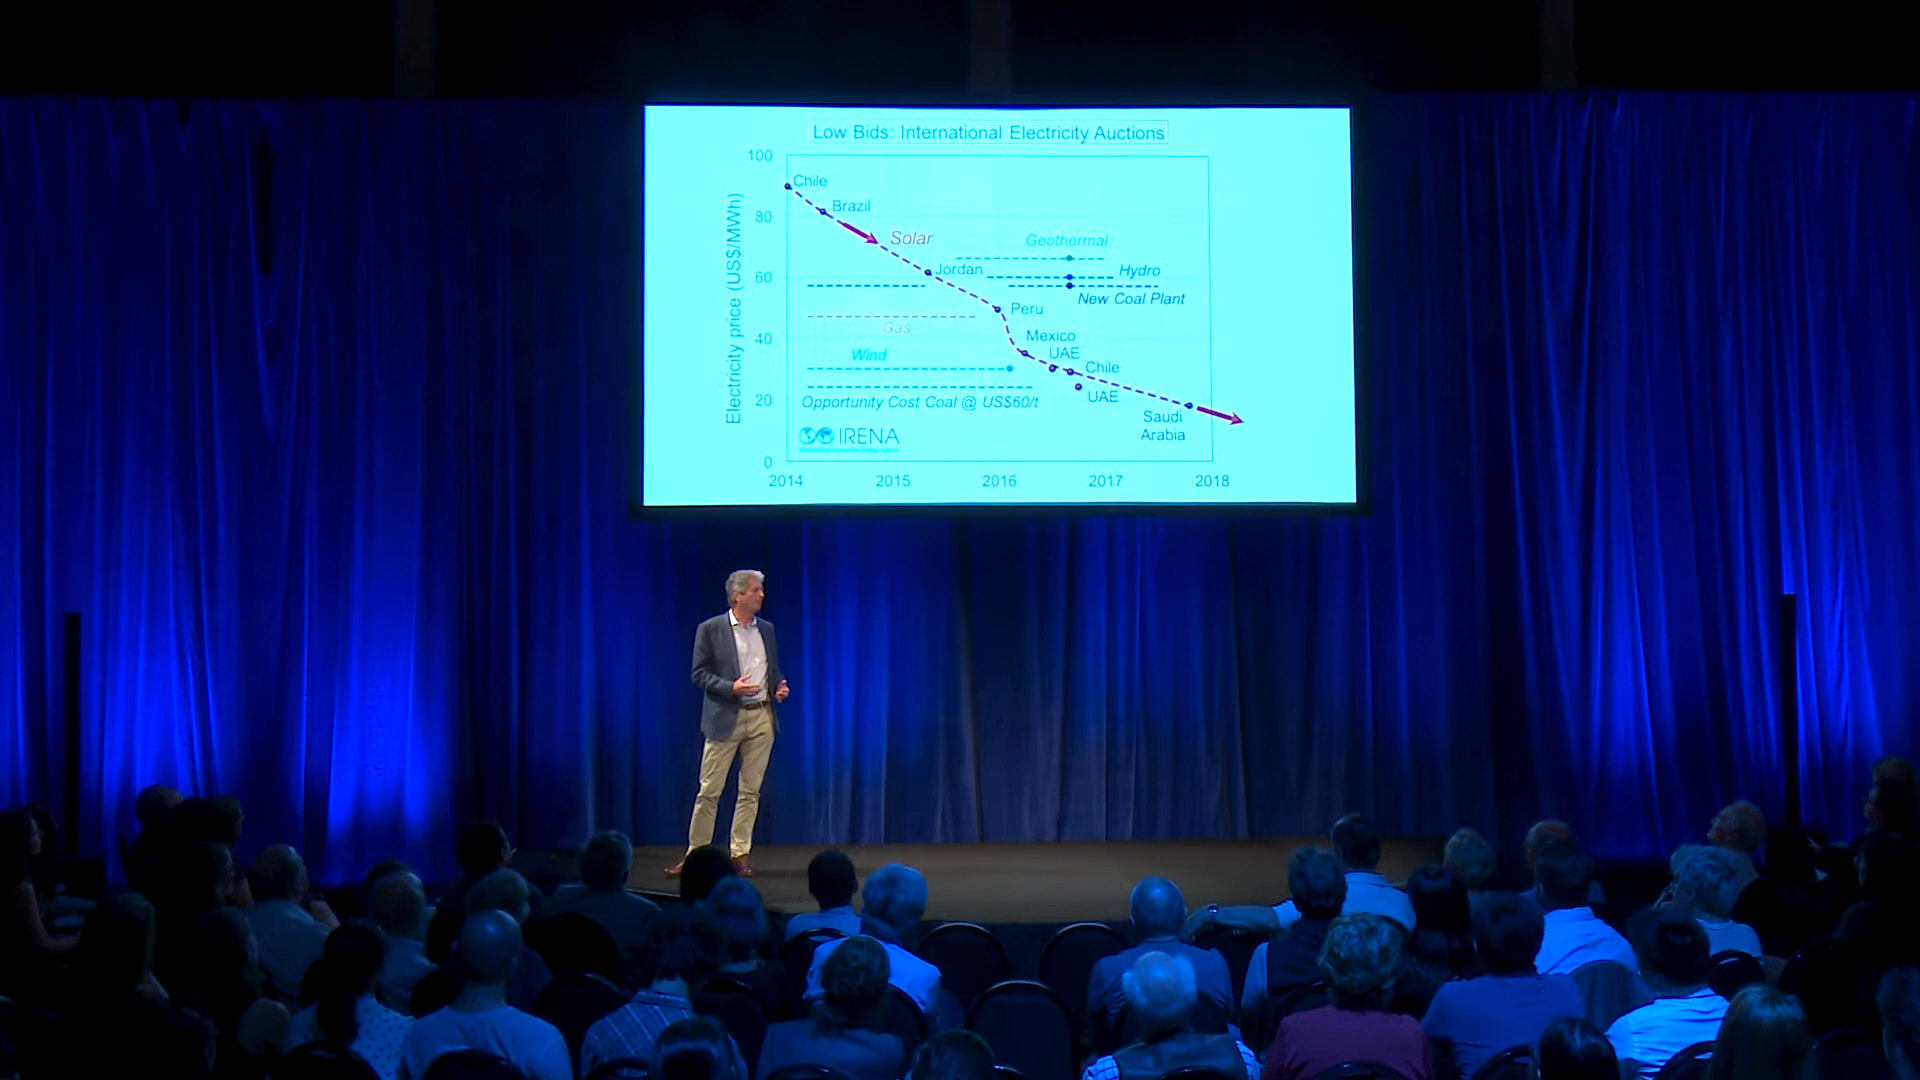 Low Bids: International Electricity Auctions
Electricity price (US$/MWh)
100
80
60
40
20
0
Chile
Brazil
Solar
Geothermal
Jordan
Hydro
New Coal Plant
Peru
Gas
Mexico
Wind
UAE
Chile
UAE
Opportunity Cost Coal @ US$60/t
Saudi
Arabia
IRENA
2014
2015
2016
2017
2018